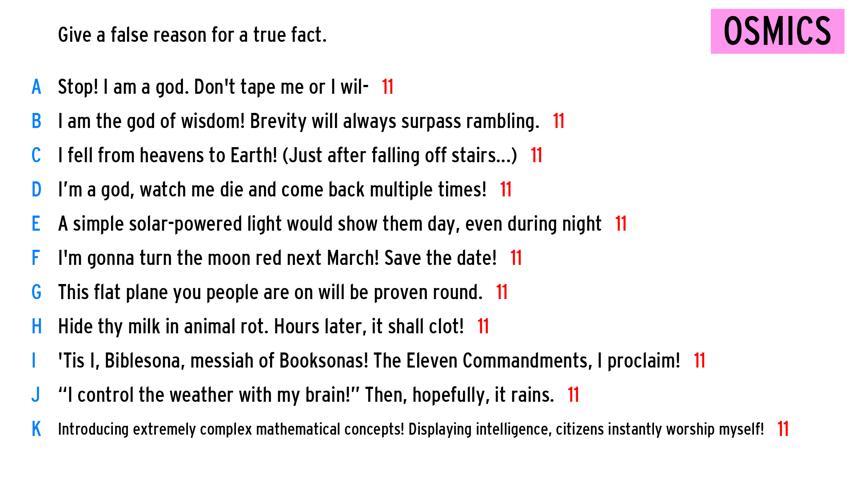 Give a false reason for a true fact.
OSMICS
A Stop! I am a god. Don't tape me or I wil- 11
B I am the god of wisdom! Brevity will always surpass rambling. 11
C I fell from heavens to Earth! (Just after falling off stairs...) 11
D I'm a god, watch me die and come back multiple times! 11
E A simple solar-powered light would show them day, even during night 11
F I'm gonna turn the moon red next March! Save the date! 11
G This flat plane you people are on will be proven round. 11
H Hide thy milk in animal rot. Hours later, it shall clot! 11
I 'Tis I, Biblesona, messiah of Booksonas! The Eleven Commandments, I proclaim! 11
J “I control the weather with my brain!” Then, hopefully, it rains. 11
K Introducing extremely complex mathematical concepts! Displaying intelligence, citizens instantly worship myself! 11